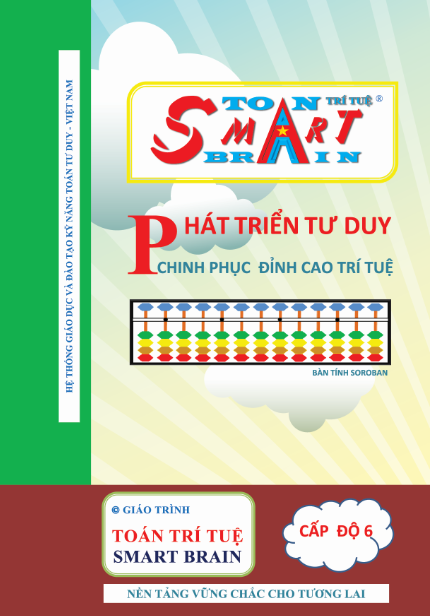 HỆ THỐNG GIÁO DỤC VÀ ĐÀO TẠO KỸ NĂNG TOÁN TƯ DUY - VIỆT NAM
TOAN TRÍ TUỆ ®
SMART
BRAIN
PHÁT TRIỂN TƯ DUY
CHINH PHỤC ĐỈNH CAO TRÍ TUỆ
BÀN TÍNH SOROBAN
© GIÁO TRÌNH
TOÁN TRÍ TUỆ
SMART BRAIN
CẤP ĐỘ 6
NỀN TẢNG VỮNG CHẮC CHO TƯƠNG LAI